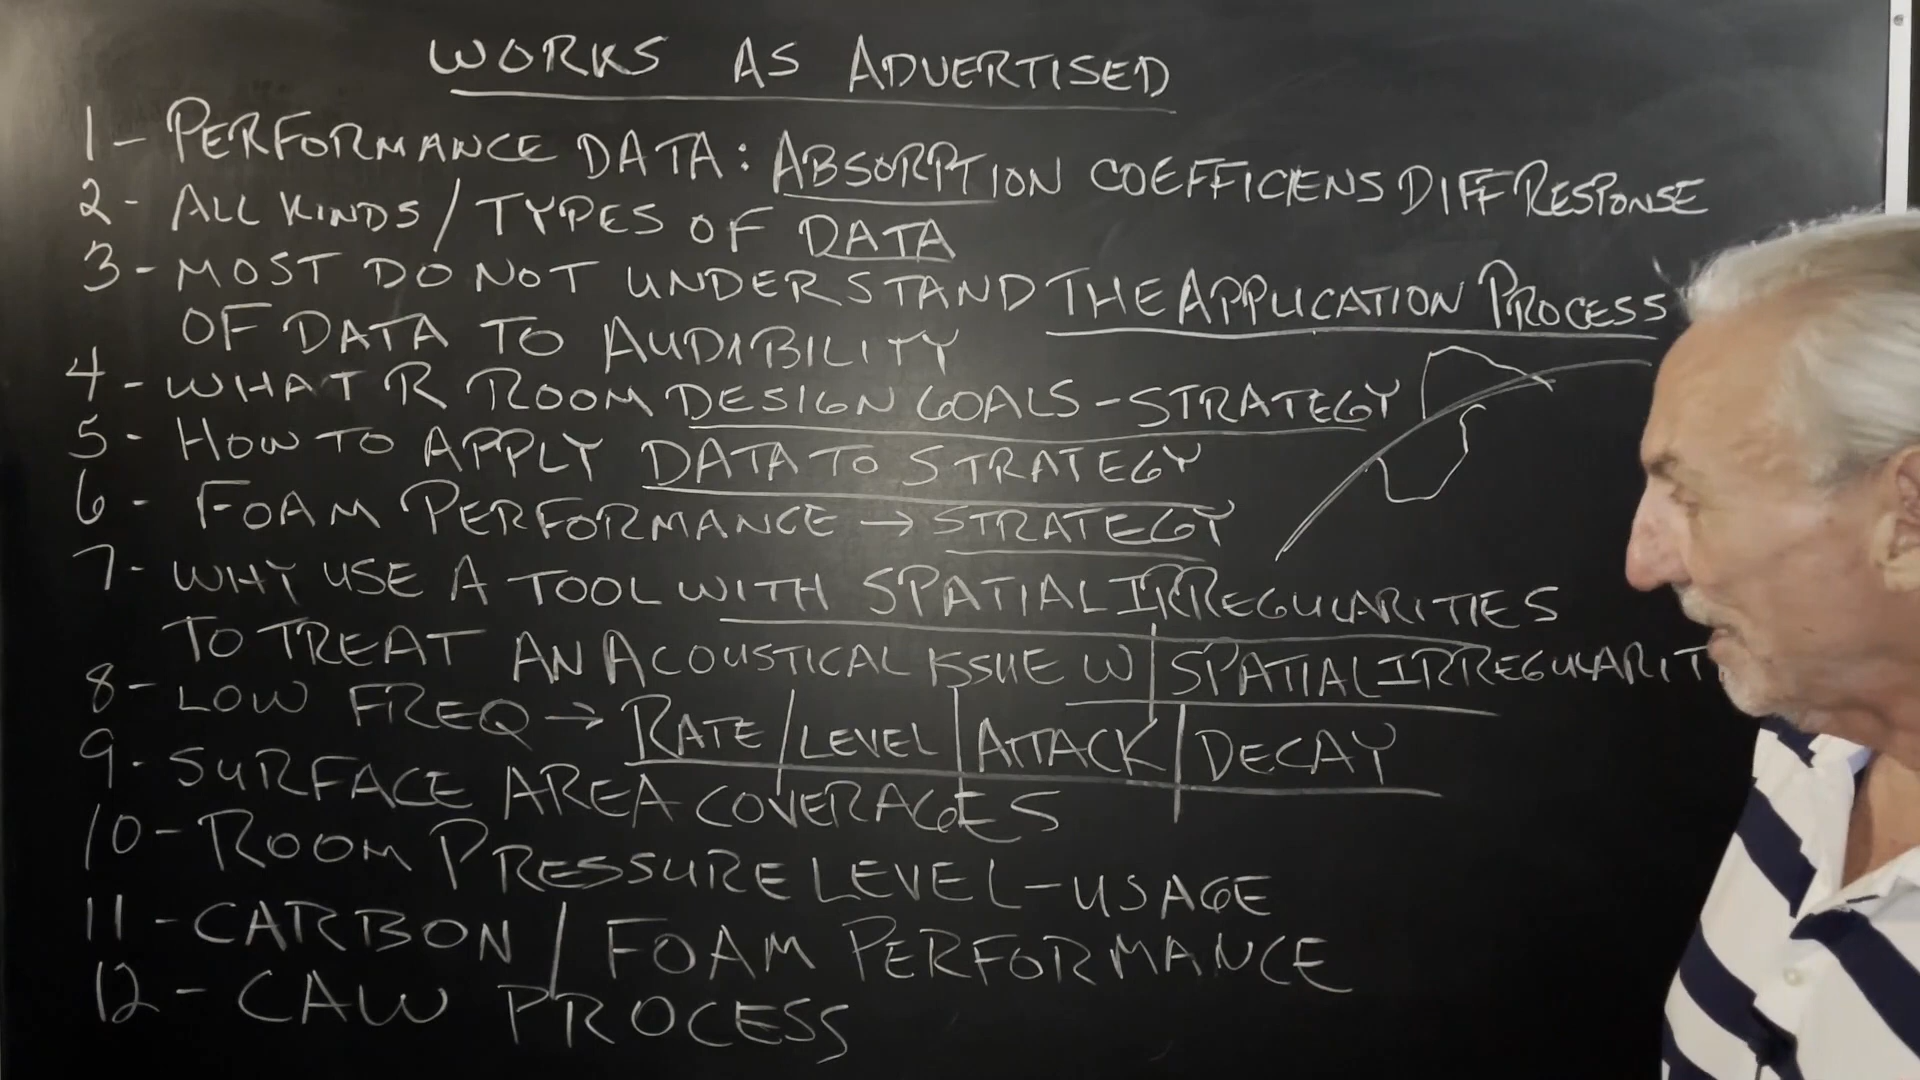 WORKS AS ADVERTISED
1 - PERFORMANCE DATA: ABSORPTION COEFFICIENS DIFF RESPONSE
2 - ALL KINDS / TYPES OF DATA
3 - MOST DO NOT UNDERSTAND THE APPLICATION PROCESS
OF DATA TO AUDIBILITY
4 - WHAT R ROOM DESIGN GOALS - STRATEGY
5 - HOW TO APPLY DATA TO STRATEGY
6 - FOAM PERFORMANCE → STRATEGY
7 - WHY USE A TOOL WITH SPATIAL IRREGULARITIES
TO TREAT AN ACOUSTICAL ISSUE W SPATIAL IRREGULARIT
8 - LOW FREQ → RATE / LEVEL | ATTACK | DECAY
9 - SURFACE AREA COVERAGES
10 - ROOM PRESSURE LEVEL - USAGE
11 - CARBON / FOAM PERFORMANCE
12 - CAW PROCESS